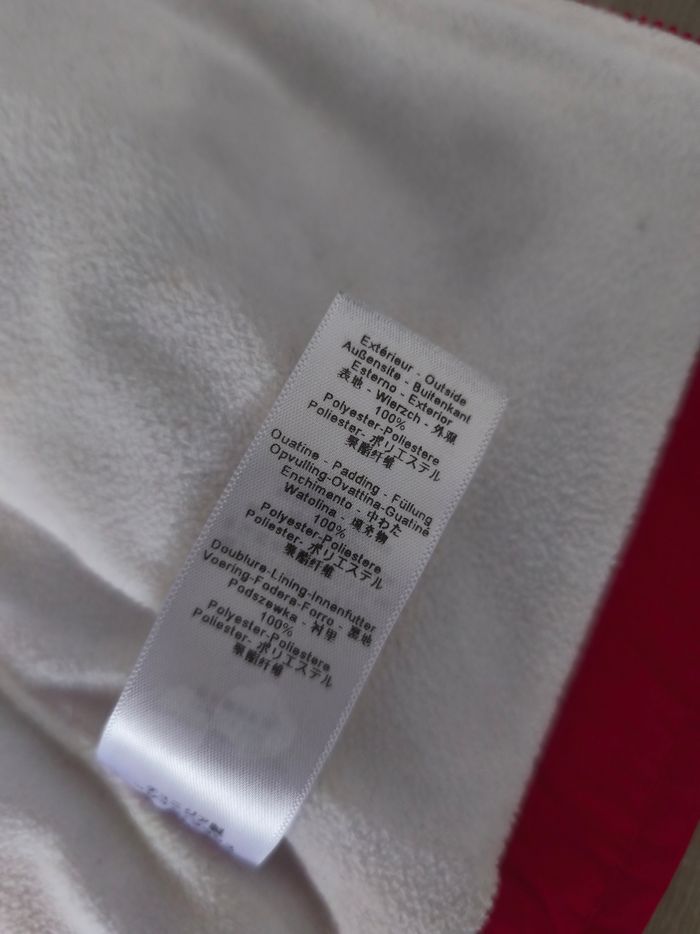 Extérieur - Outside
Außensite - Buitenkant
Esterno - Exterior
表地 - Wierzch - 外观
100%
Polyester-Poliestere
Poliester- ポリエステル
聚酯纤维
Ouatine - Padding - Füllung
Opvulling-Ovattina-Guatiné
Enchimento - 中わた
Watolina - 填充物
100%
Polyester-Poliestere
Poliester- ポリエステル
聚酯纤维
Doublure-Lining-Innenfutter
Voering-Fodera-Forro - 裏地
Podszewka - 衬里
100%
Polyester-Poliestere
Poliester- ポリエステル
聚酯纤维